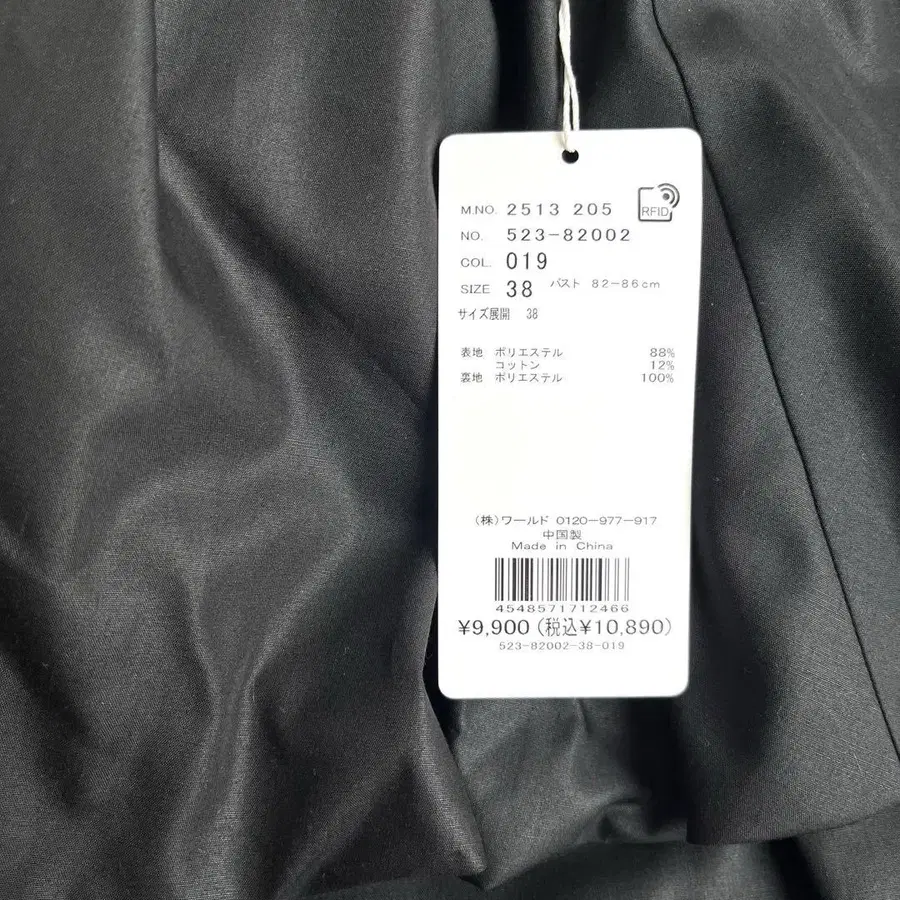 M.NO. 2513 205
RFID
NO. 523-82002
COL. 019
SIZE 38 バスト 82-86cm
サイズ展開 38
表地 ポリエステル 88%
コットン 12%
裏地 ポリエステル 100%
(株)ワールド 0120-977-917
中国製
Made in China
4548571712466
¥9,900 (税込¥10,890)
523-82002-38-019